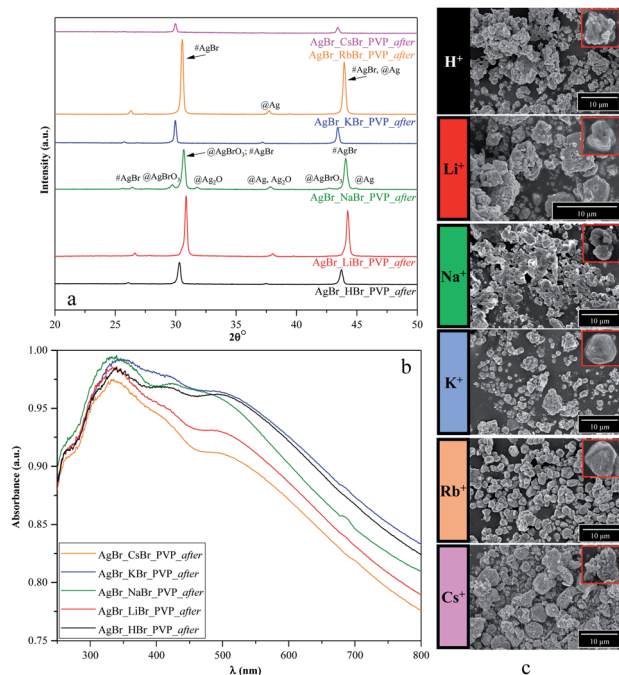 AgBr_CsBr_PVP_after
AgBr_RbBr_PVP_after
#AgBr
#AgBr, @Ag
@Ag
AgBr_KBr_PVP_after
@AgBrO3; #AgBr
#AgBr
#AgBr
@AgBrO3
@Ag2O
@Ag, Ag2O
@AgBrO3
@Ag
AgBr_NaBr_PVP_after
AgBr_LiBr_PVP_after
AgBr_HBr_PVP_after
a
Intensity (a.u.)
20 25 30 35 40 45 50
2θ°
b
1.00
0.95
0.90
0.85
0.80
0.75
Absorbance (a.u.)
AgBr_CsBr_PVP_after
AgBr_KBr_PVP_after
AgBr_NaBr_PVP_after
AgBr_LiBr_PVP_after
AgBr_HBr_PVP_after
300 400 500 600 700 800
λ (nm)
H+
10 μm
Li+
10 μm
Na+
10 μm
K+
10 μm
Rb+
10 μm
Cs+
10 μm
c